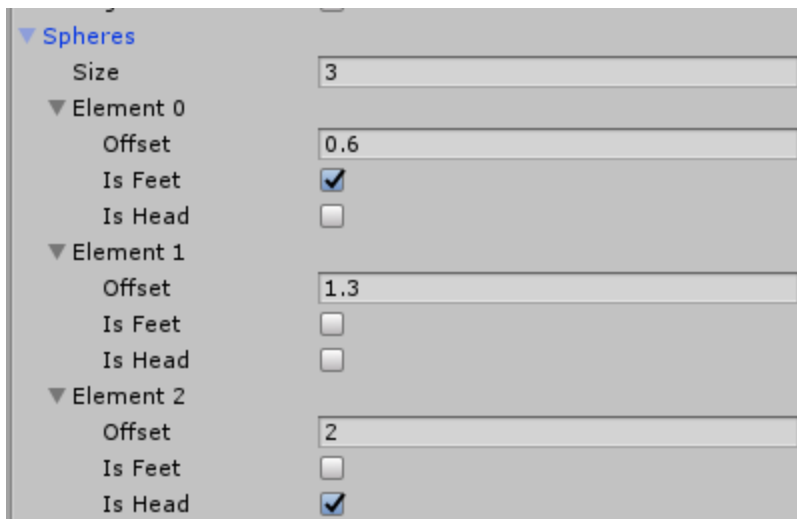 Spheres
Size 3
Element 0
Offset 0.6
Is Feet
Is Head
Element 1
Offset 1.3
Is Feet
Is Head
Element 2
Offset 2
Is Feet
Is Head